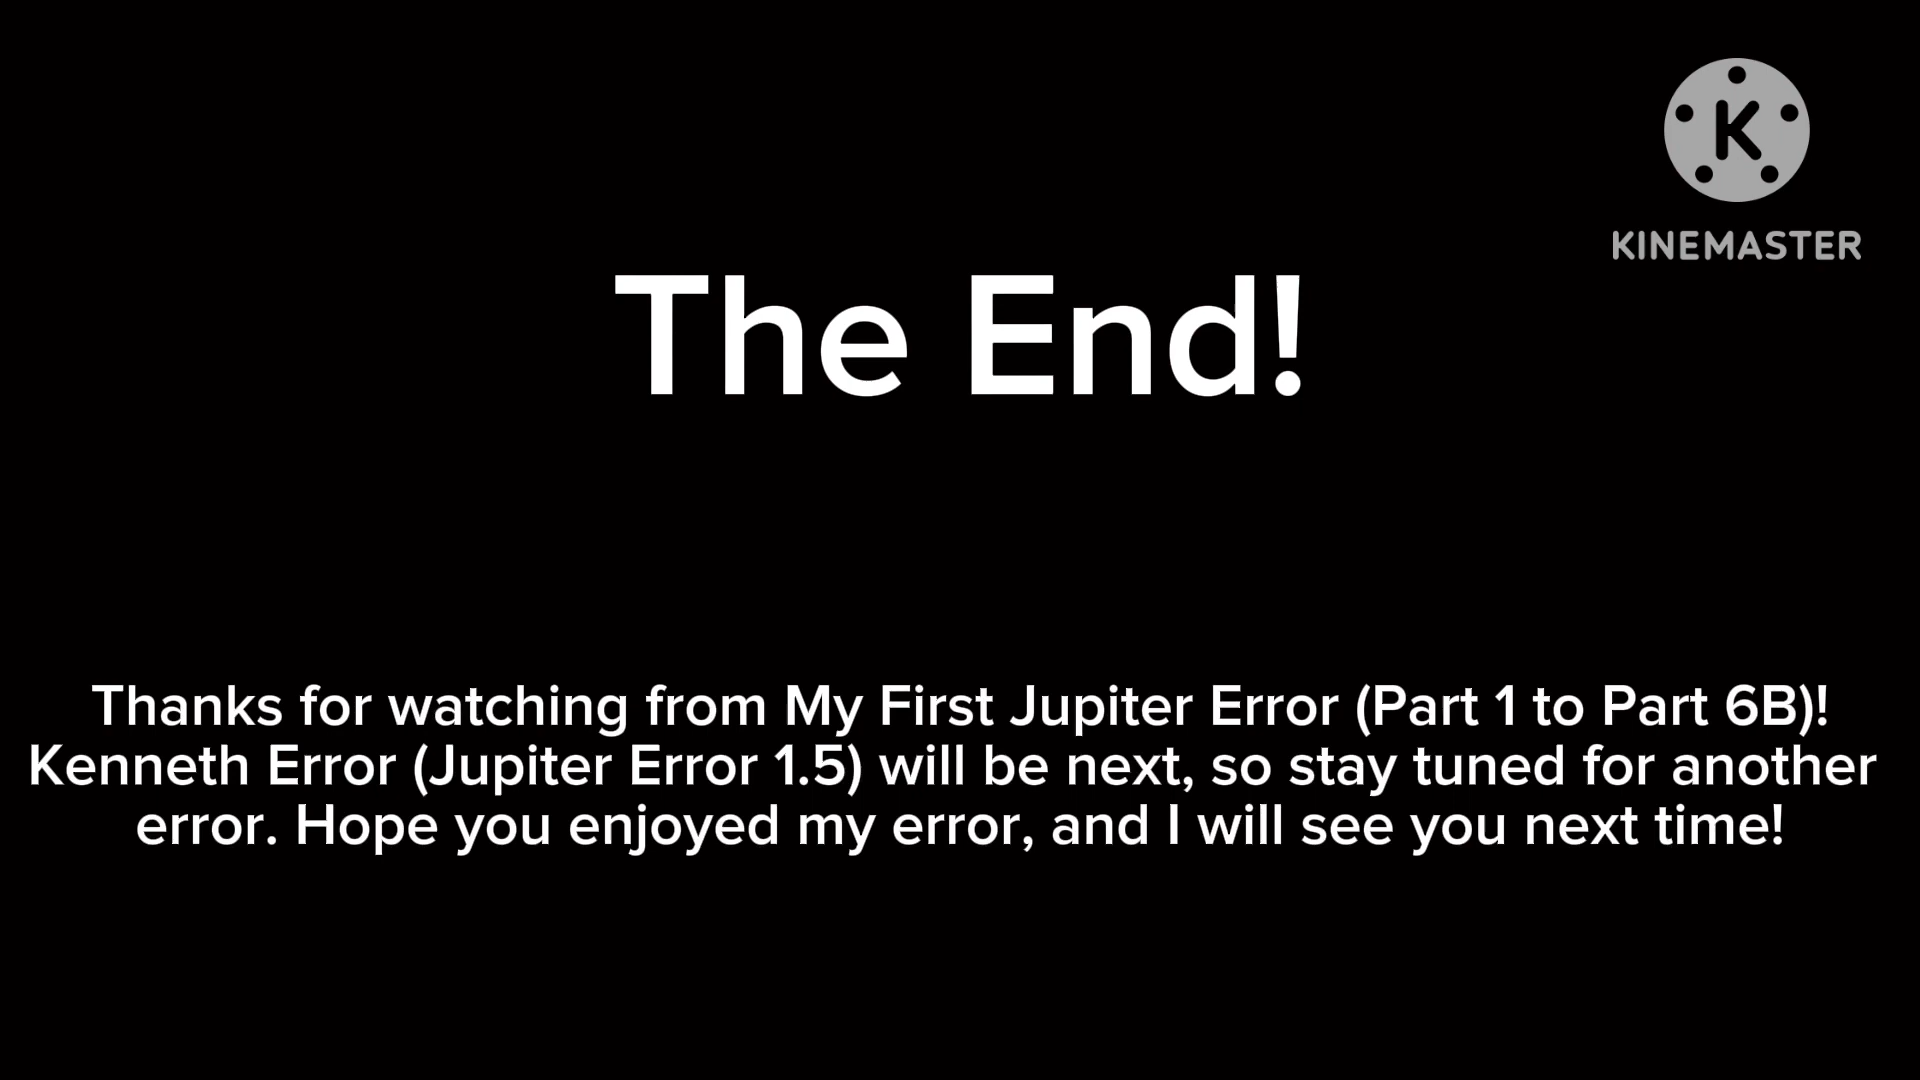 K
KINEMASTER
The End!
Thanks for watching from My First Jupiter Error (Part 1 to Part 6B)!
Kenneth Error (Jupiter Error 1.5) will be next, so stay tuned for another
error. Hope you enjoyed my error, and I will see you next time!